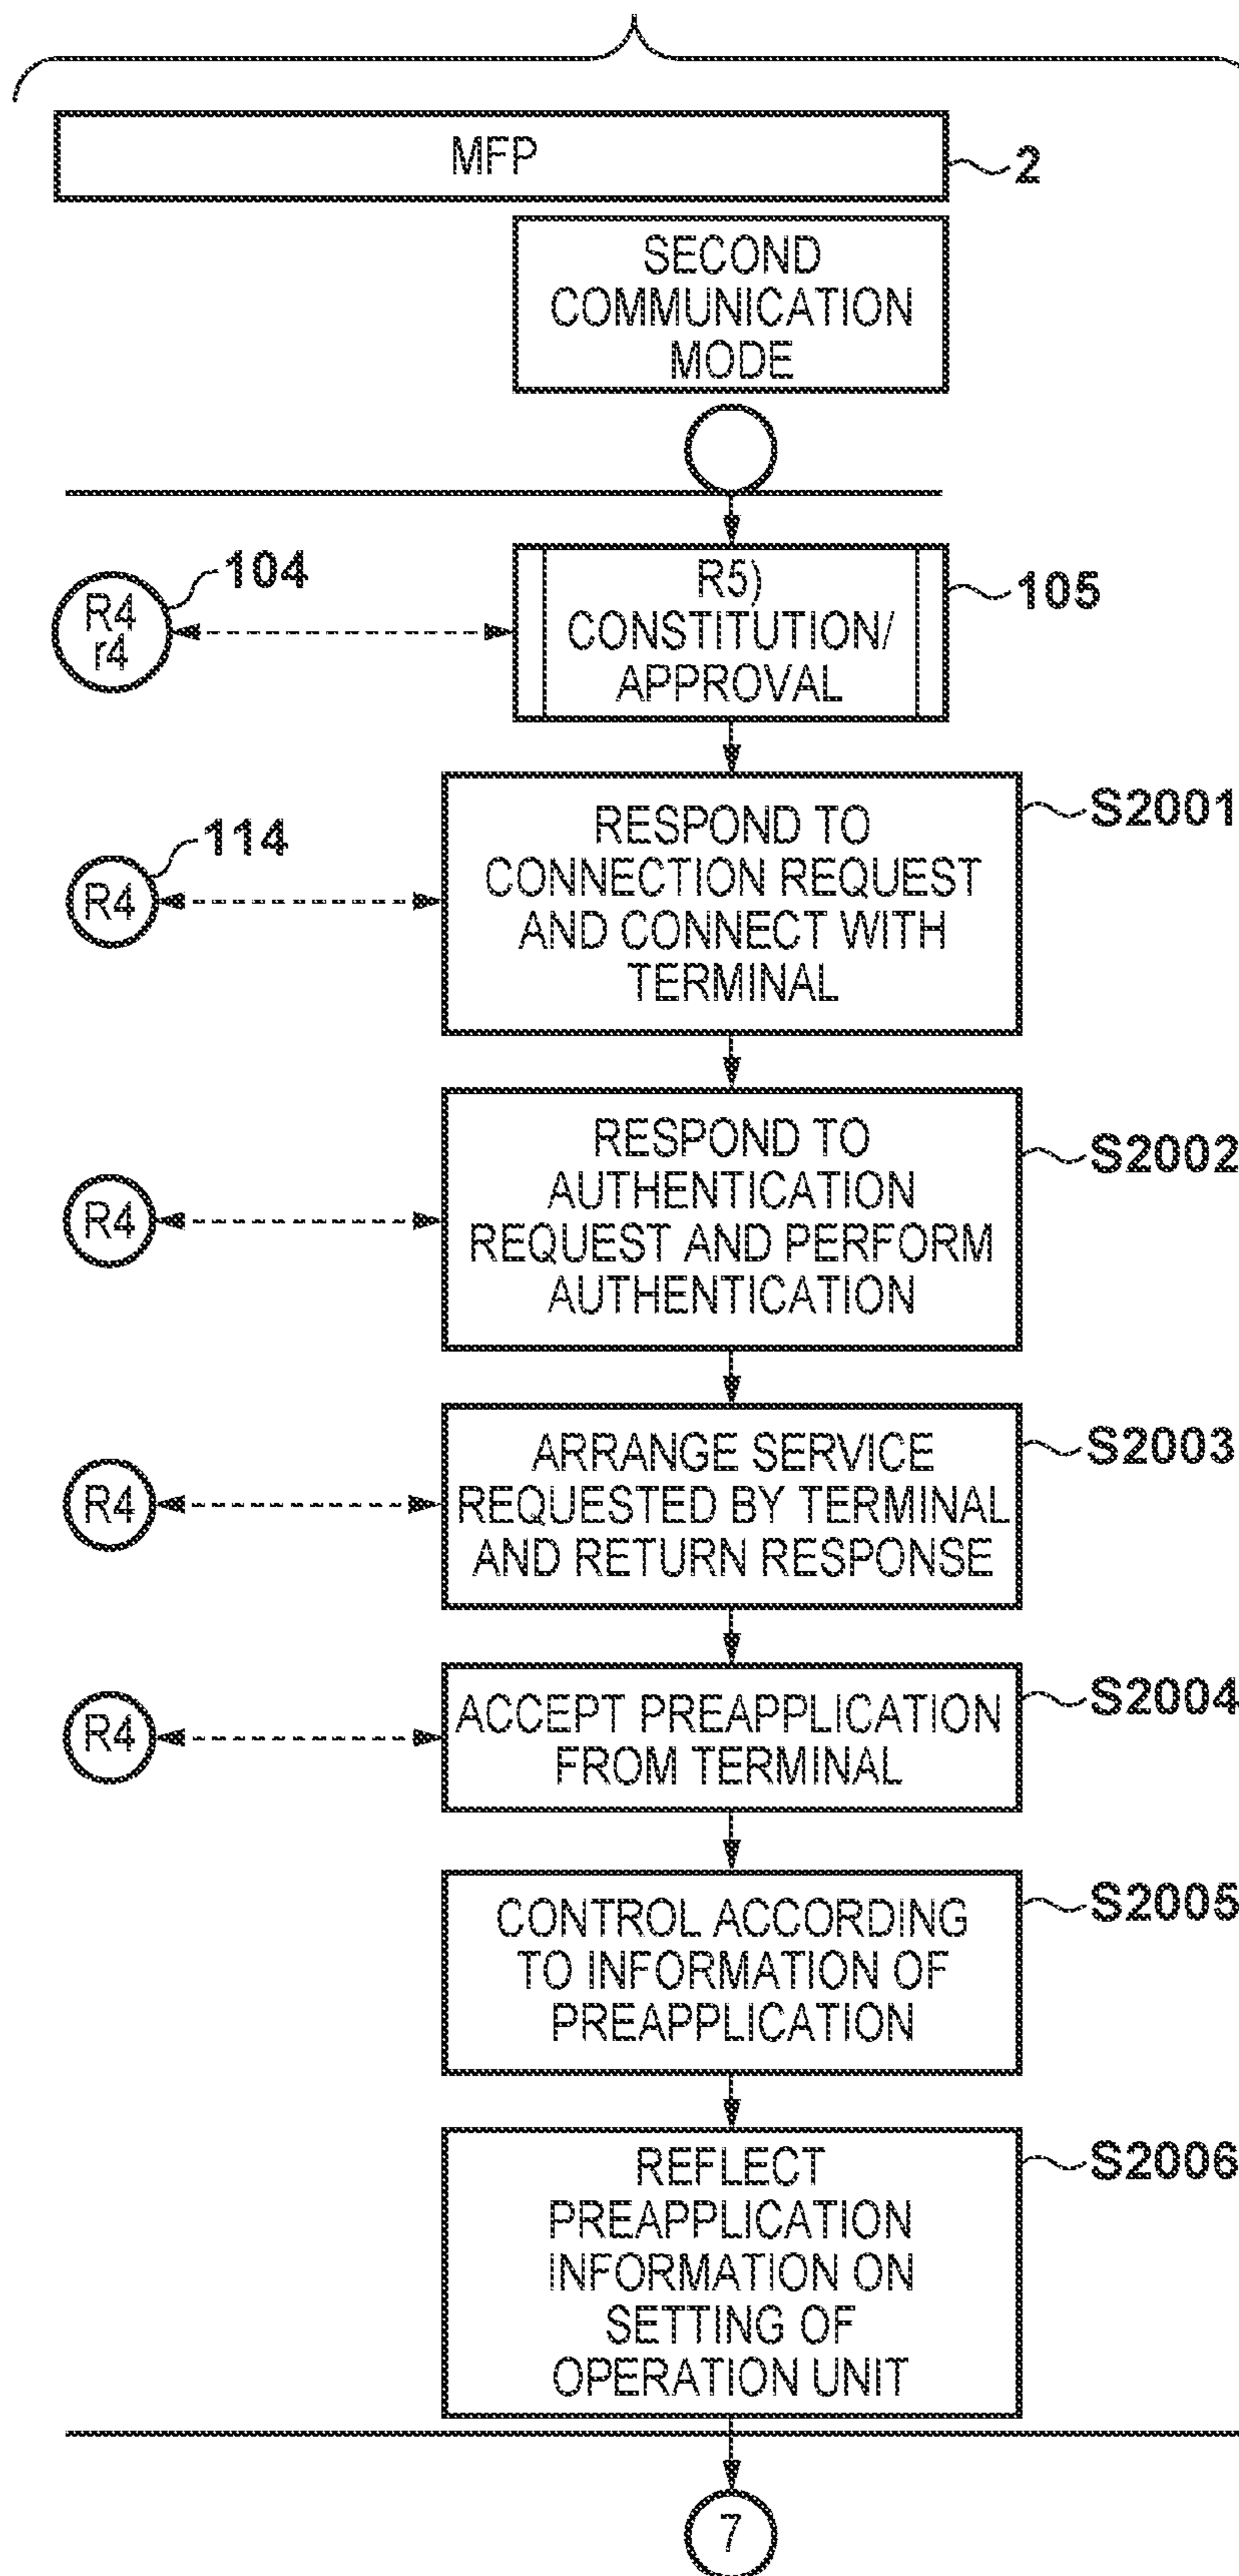 MFP
2
SECOND
COMMUNICATION
MODE
104
R4
r4
R5)
CONSTITUTION/
APPROVAL
105
114
R4
RESPOND TO
CONNECTION REQUEST
AND CONNECT WITH
TERMINAL
S2001
R4
RESPOND TO
AUTHENTICATION
REQUEST AND PERFORM
AUTHENTICATION
S2002
R4
ARRANGE SERVICE
REQUESTED BY TERMINAL
AND RETURN RESPONSE
S2003
R4
ACCEPT PREAPPLICATION
FROM TERMINAL
S2004
CONTROL ACCORDING
TO INFORMATION OF
PREAPPLICATION
S2005
REFLECT
PREAPPLICATION
INFORMATION ON
SETTING OF
OPERATION UNIT
S2006
7